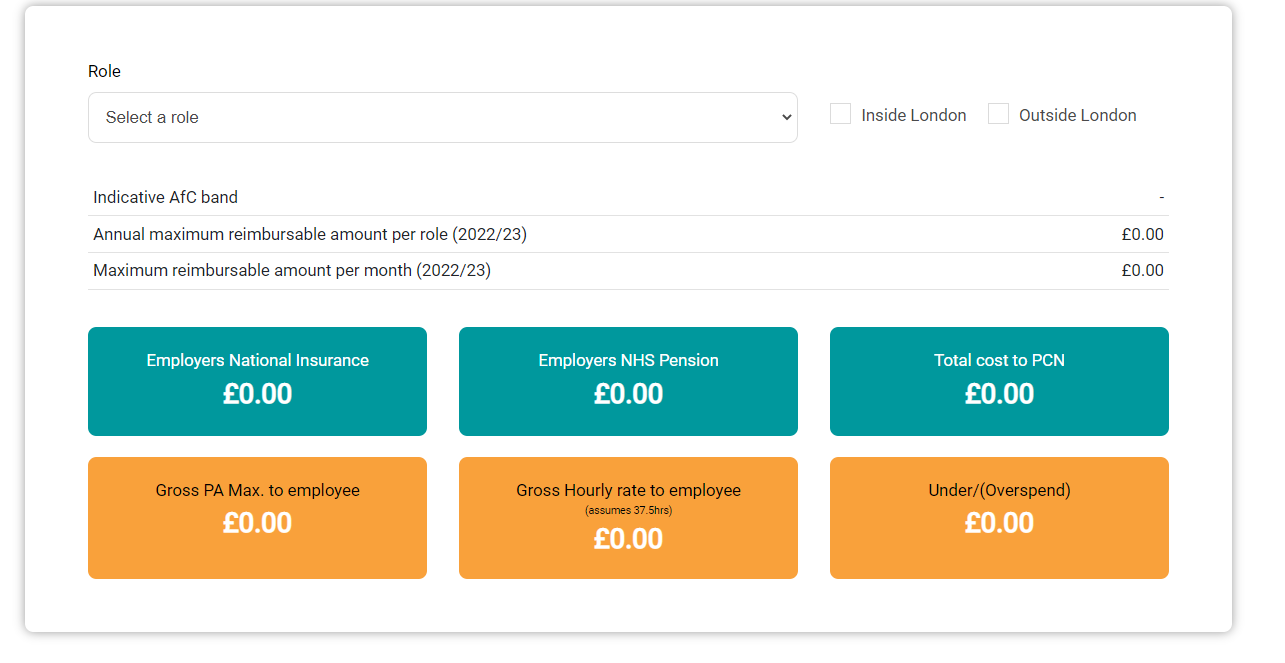 Role
Select a role
Inside London
Outside London
Indicative AfC band -
Annual maximum reimbursable amount per role (2022/23) £0.00
Maximum reimbursable amount per month (2022/23) £0.00
Employers National Insurance
£0.00
Employers NHS Pension
£0.00
Total cost to PCN
£0.00
Gross PA Max. to employee
£0.00
Gross Hourly rate to employee
(assumes 37.5hrs)
£0.00
Under/(Overspend)
£0.00